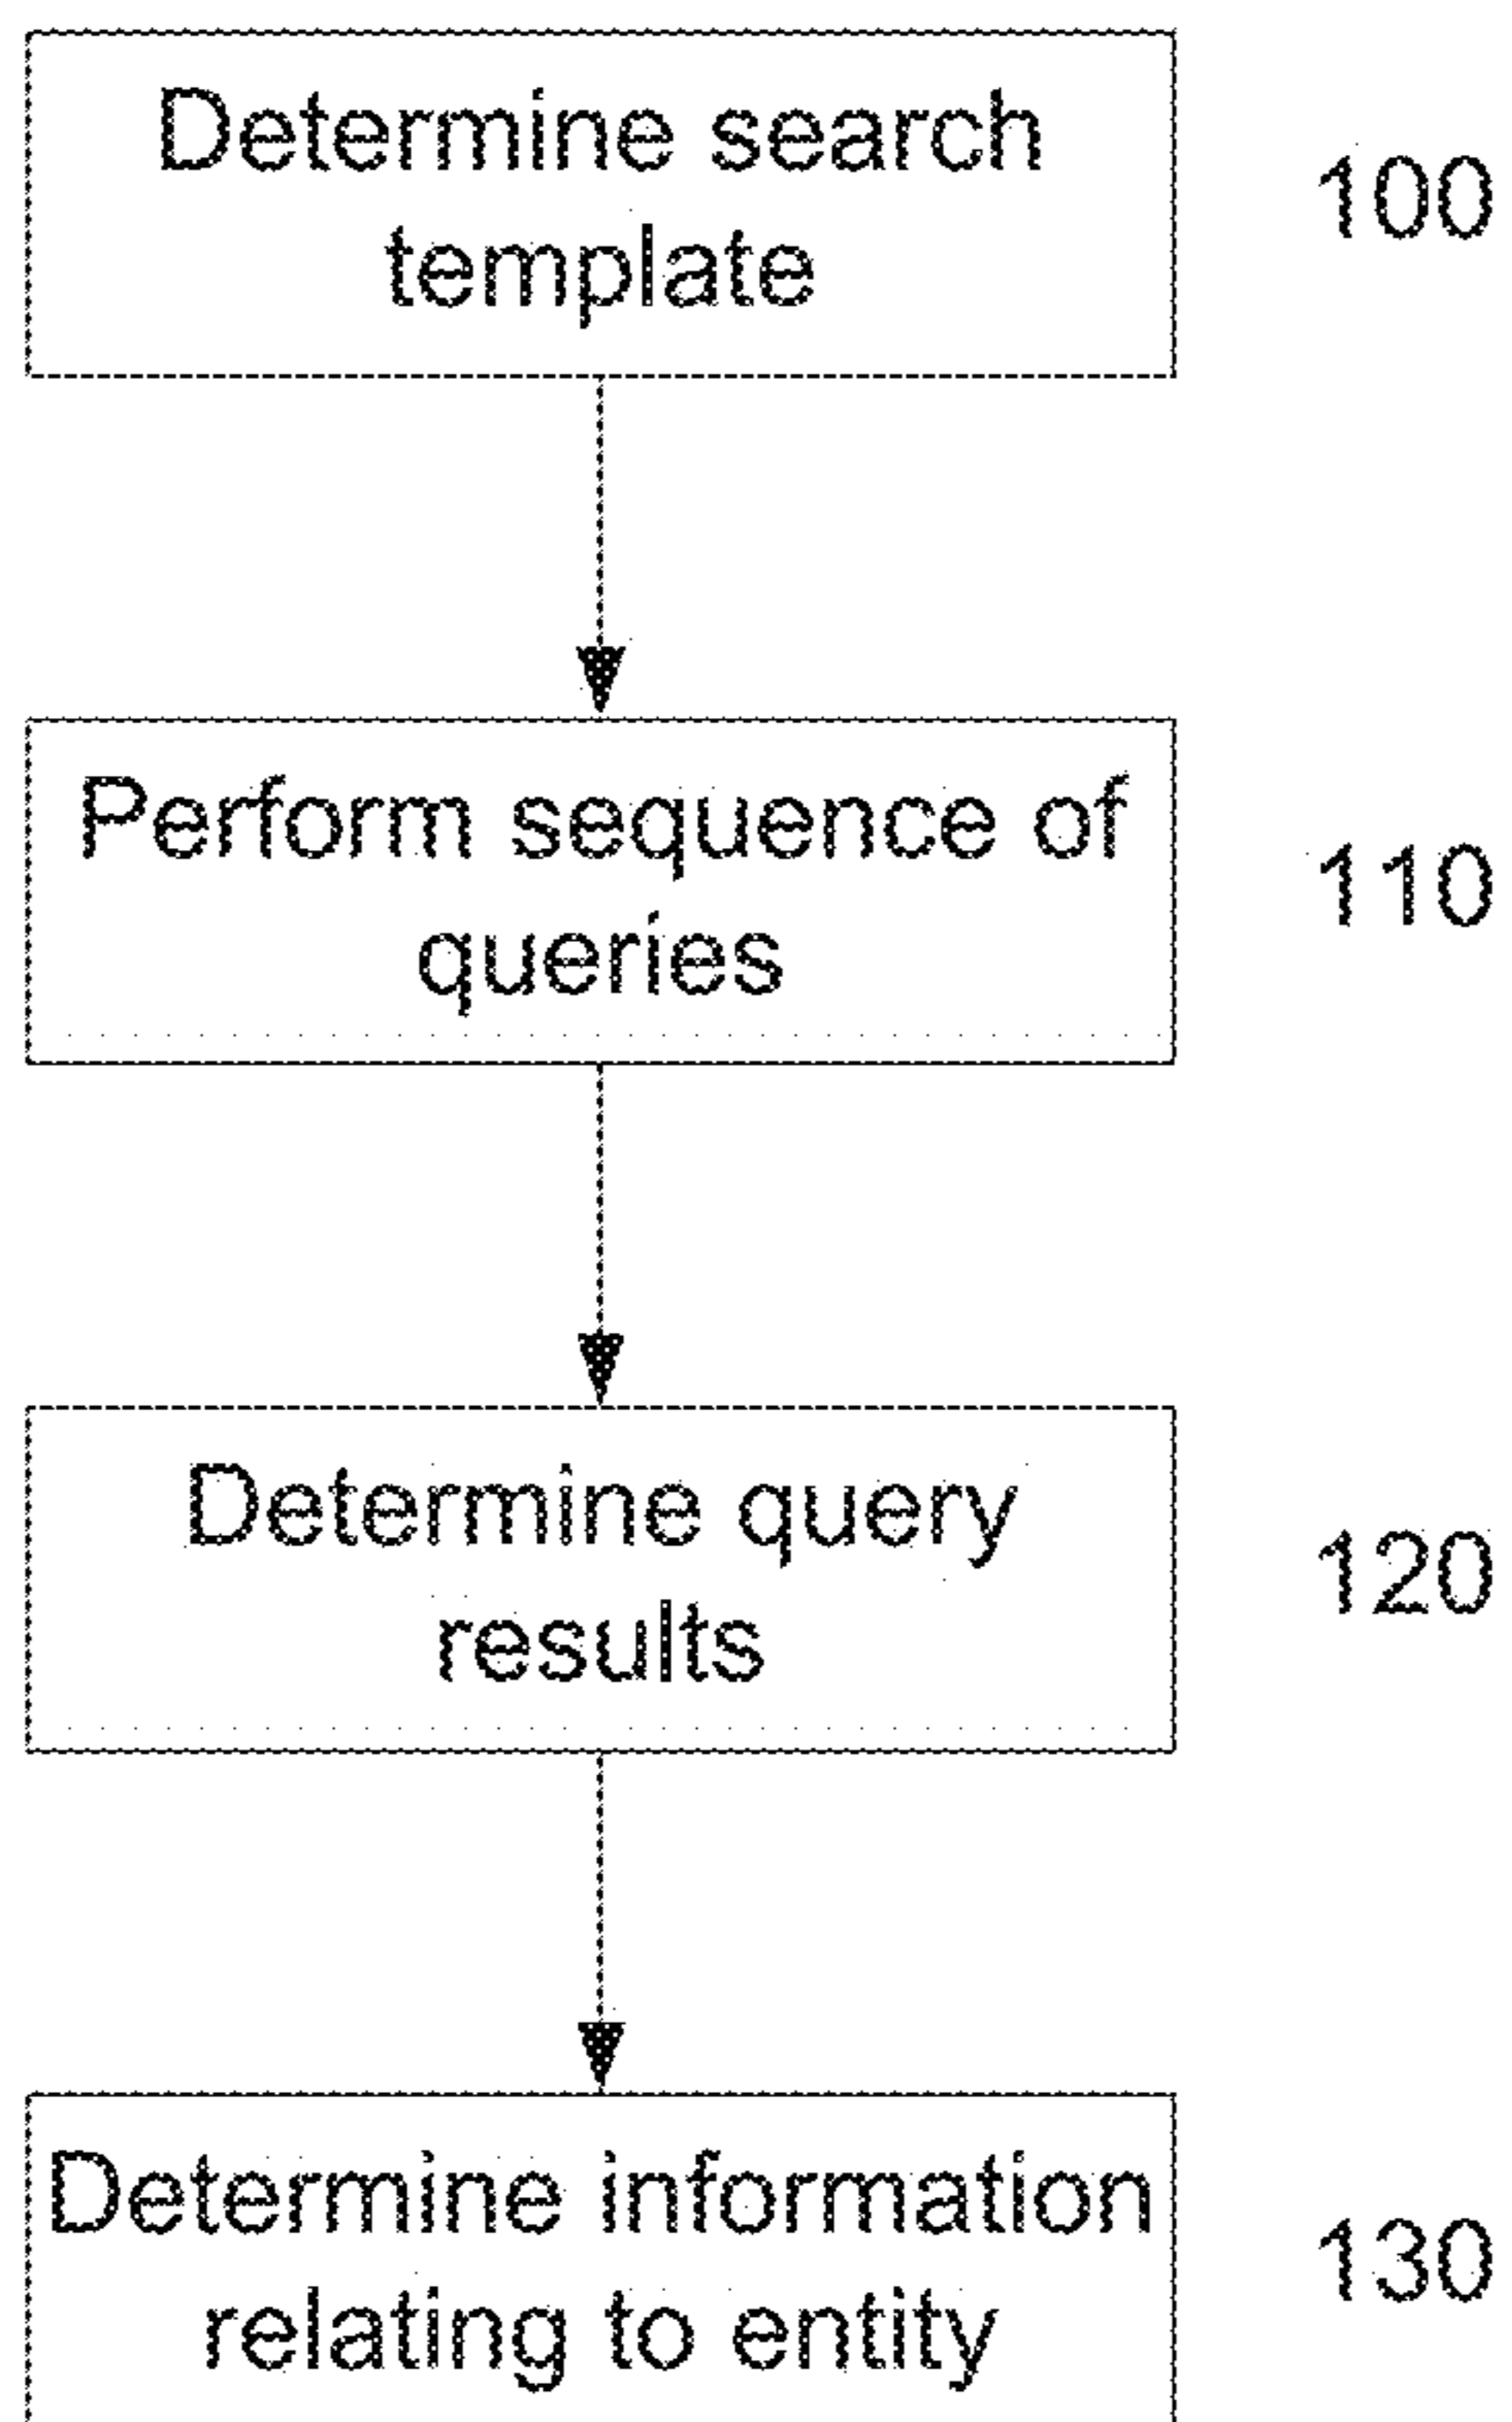 Determine search
template
100
Perform sequence of
queries
110
Determine query
results
120
Determine information
relating to entity
130